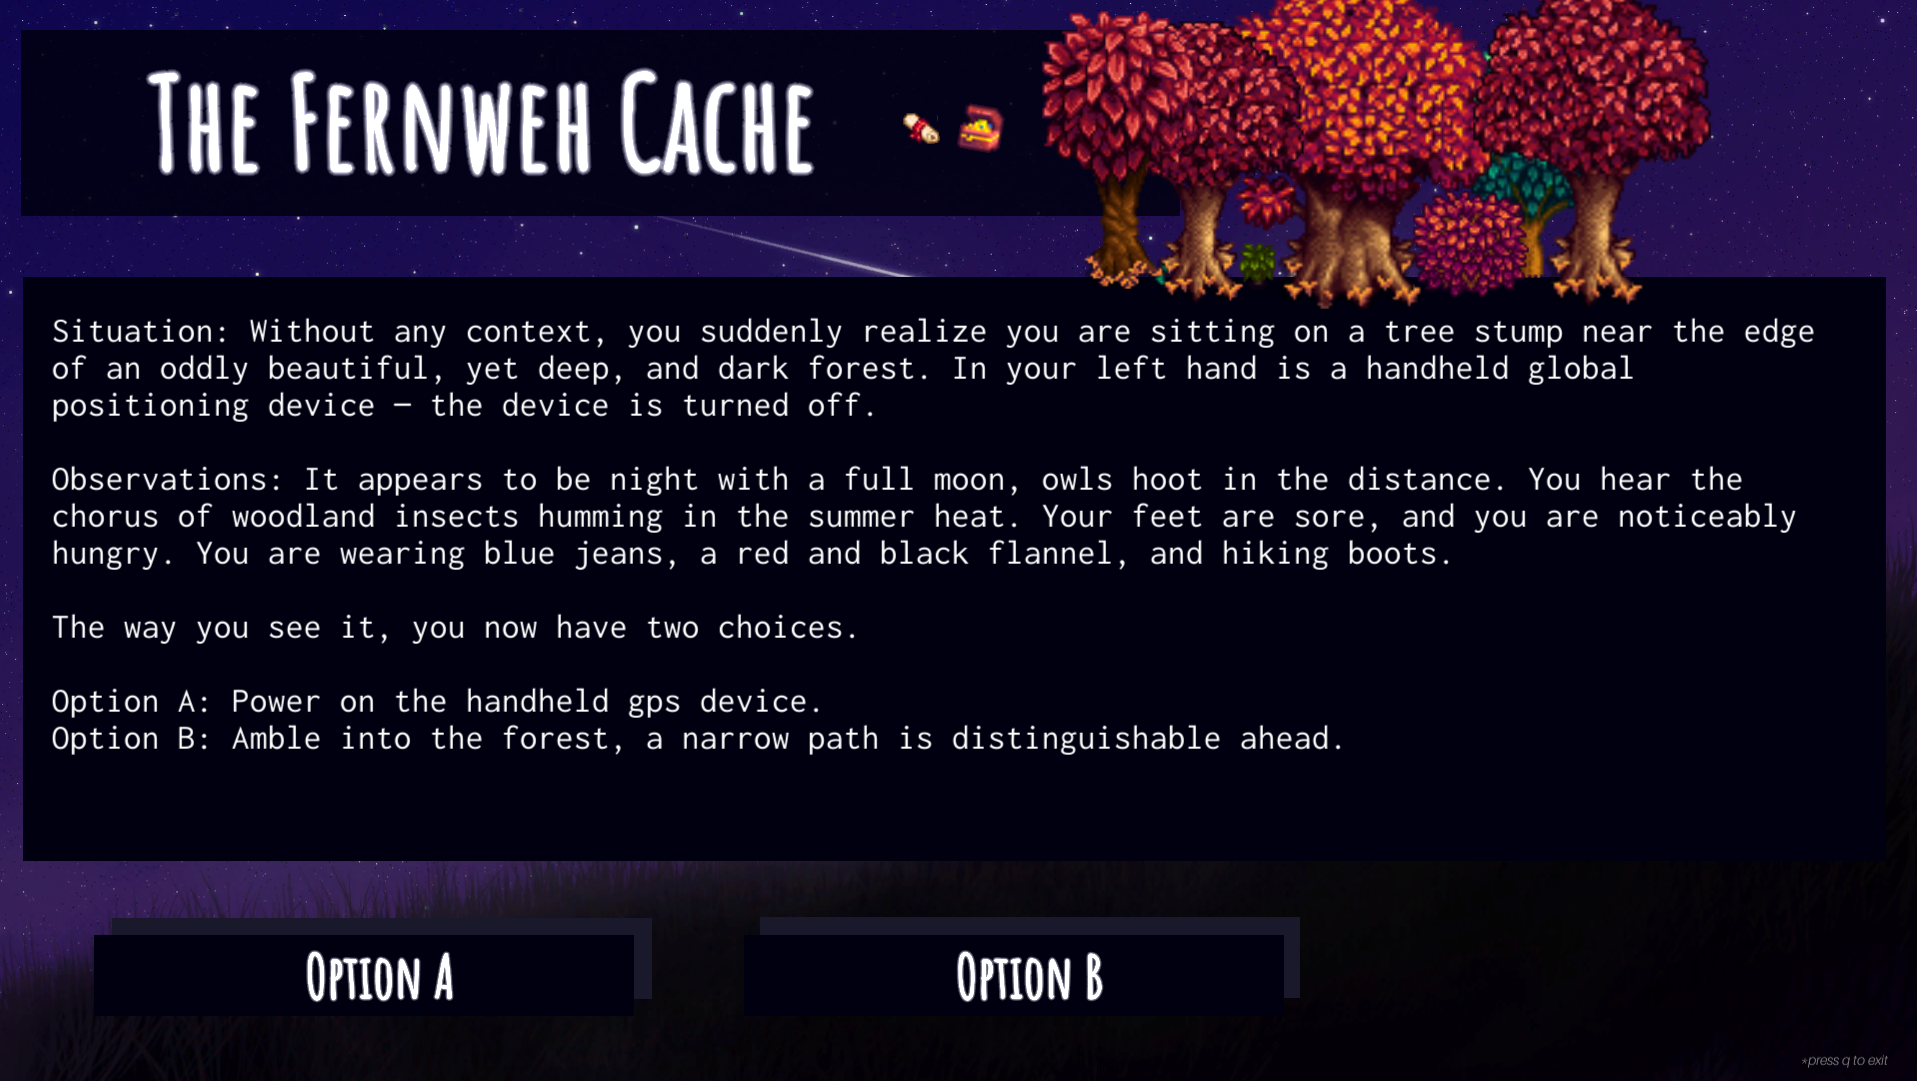 The Fernweh Cache
Situation: Without any context, you suddenly realize you are sitting on a tree stump near the edge
of an oddly beautiful, yet deep, and dark forest. In your left hand is a handheld global
positioning device — the device is turned off.
Observations: It appears to be night with a full moon, owls hoot in the distance. You hear the
chorus of woodland insects humming in the summer heat. Your feet are sore, and you are noticeably
hungry. You are wearing blue jeans, a red and black flannel, and hiking boots.
The way you see it, you now have two choices.
Option A: Power on the handheld gps device.
Option B: Amble into the forest, a narrow path is distinguishable ahead.
Option A
Option B
*press q to exit